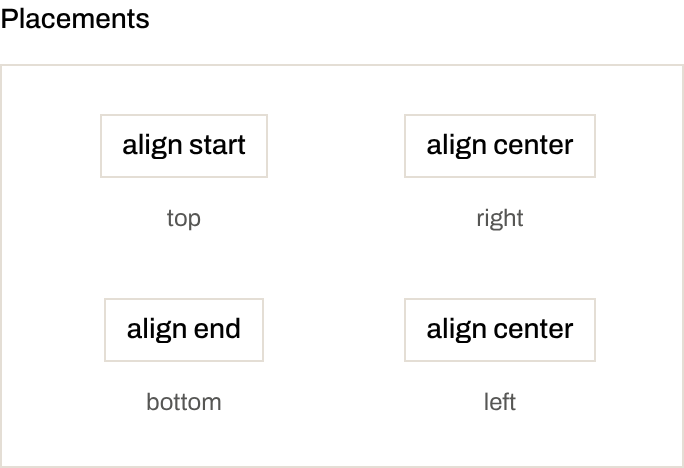 Placements
align start
align center
top
right
align end
align center
bottom
left